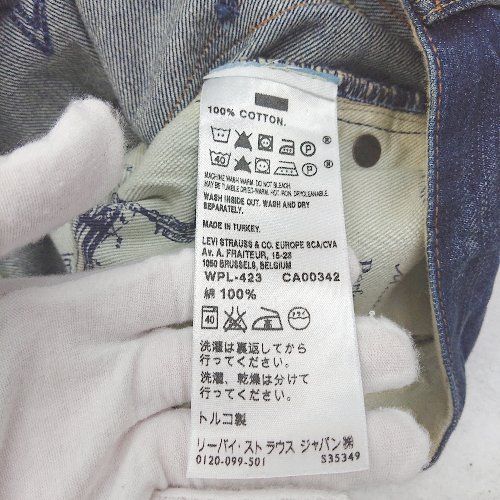 100% COTTON.
P ®
40 P ®
MACHINE WASH WARM. DO NOT BLEACH.
MAY BE TUMBLE DRIED-WARM. HOT IRON. DRYCLEANABLE.
WASH INSIDE OUT. WASH AND DRY
SEPARATELY.
MADE IN TURKEY.
LEVI STRAUSS & CO. EUROPE SCA/CVA
Av. A. FRAITEUR, 15-23
1050 BRUSSELS, BELGIUM
WPL-423 CA00342
綿 100%
40 ドライ
洗濯は裏返してから
行ってください。
洗濯、乾燥は分けて
行ってください。
トルコ製
リーバイ・ストラウス ジャパン㈱
0120-099-501 S35349